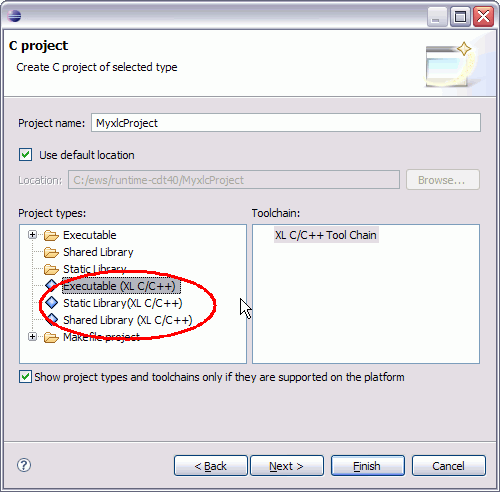 C project
Create C project of selected type
Project name: MyxlcProject
Use default location
Location: C:/ews/runtime-cdt40/MyxlcProject Browse...
Project types: Toolchain:
Executable XL C/C++ Tool Chain
Shared Library
Static Library
Executable (XL C/C++)
Static Library(XL C/C++)
Shared Library (XL C/C++)
Makefile project
Show project types and toolchains only if they are supported on the platform
? < Back Next > Finish Cancel